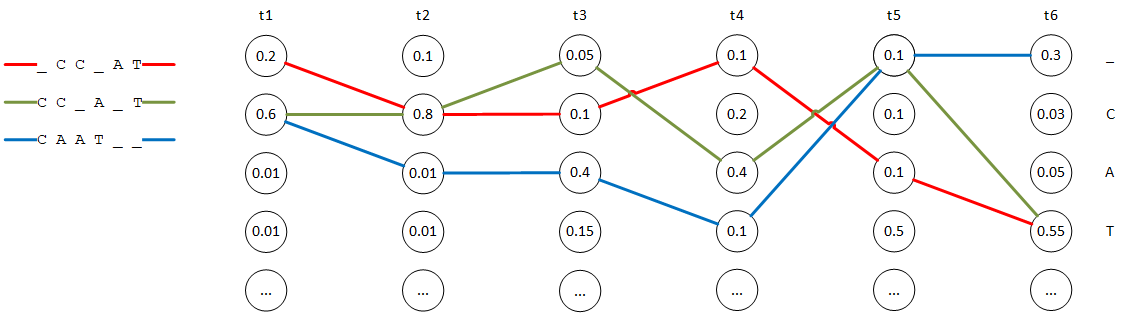 t1 t2 t3 t4 t5 t6
0.2 0.1 0.05 0.1 0.1 0.3 _
_ C C _ A T
C C _ A _ T
0.6 0.8 0.1 0.2 0.1 0.03 C
C A A T _ _
0.01 0.01 0.4 0.4 0.1 0.05 A
0.01 0.01 0.15 0.1 0.5 0.55 T
... ... ... ... ... ...